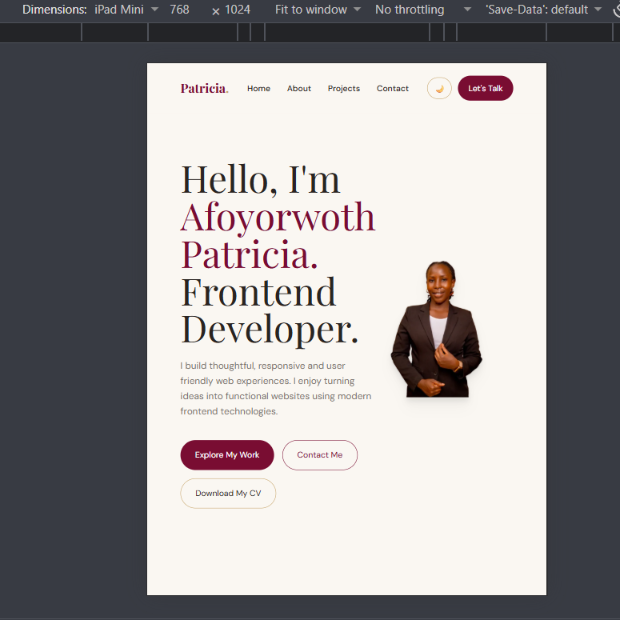 Dimensions: iPad Mini 768 × 1024 Fit to window No throttling 'Save-Data': default
Patricia. Home About Projects Contact Let's Talk
Hello, I'm
Afoyorwoth
Patricia.
Frontend
Developer.
I build thoughtful, responsive and user
friendly web experiences. I enjoy turning
ideas into functional websites using modern
frontend technologies.
Explore My Work Contact Me
Download My CV